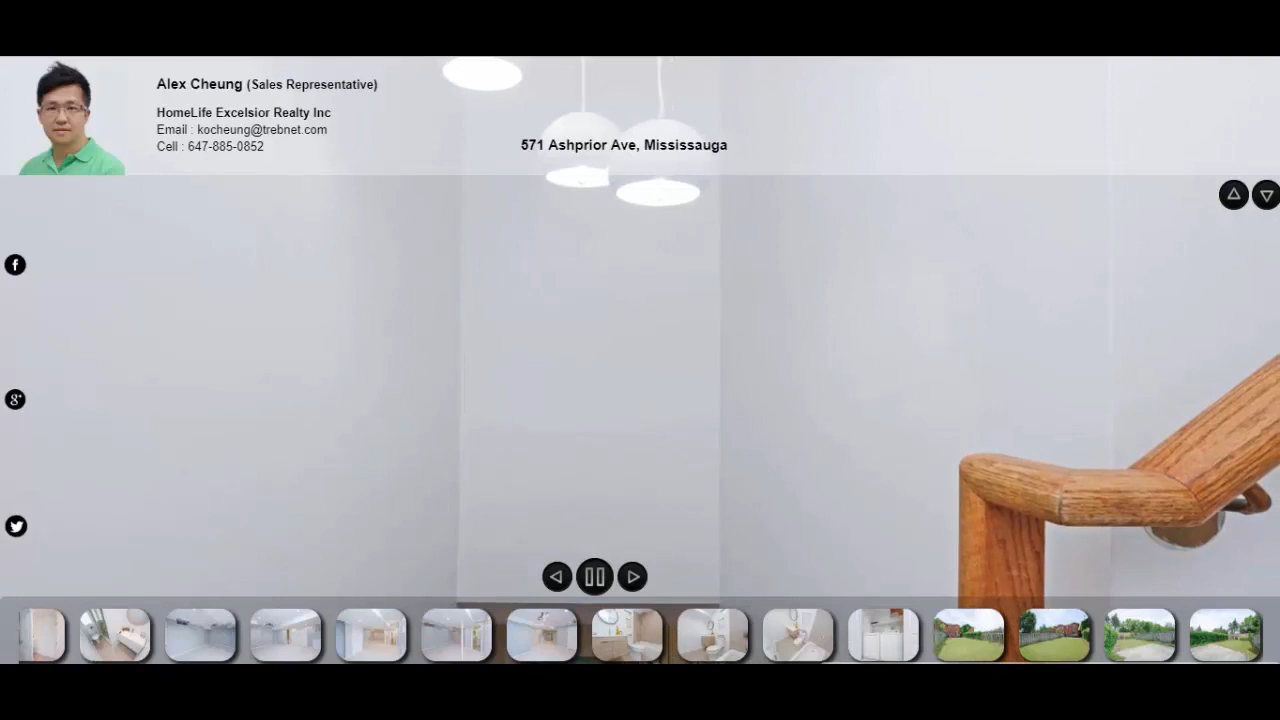 Alex Cheung (Sales Representative)
HomeLife Excelsior Realty Inc
Email : kocheung@trebnet.com
Cell : 647-885-0852
571 Ashprior Ave, Mississauga